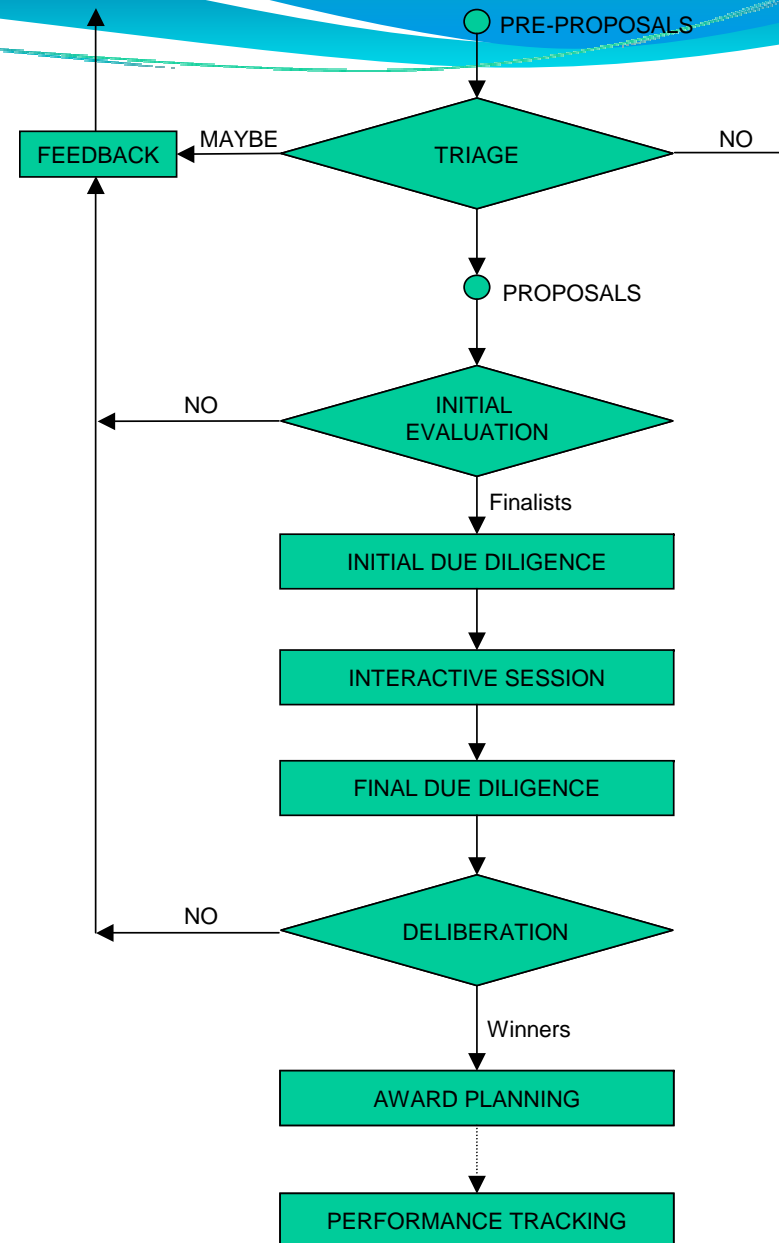 PRE-PROPOSALS
FEEDBACK
MAYBE
TRIAGE
NO
PROPOSALS
NO
INITIAL
EVALUATION
Finalists
INITIAL DUE DILIGENCE
INTERACTIVE SESSION
FINAL DUE DILIGENCE
NO
DELIBERATION
Winners
AWARD PLANNING
PERFORMANCE TRACKING